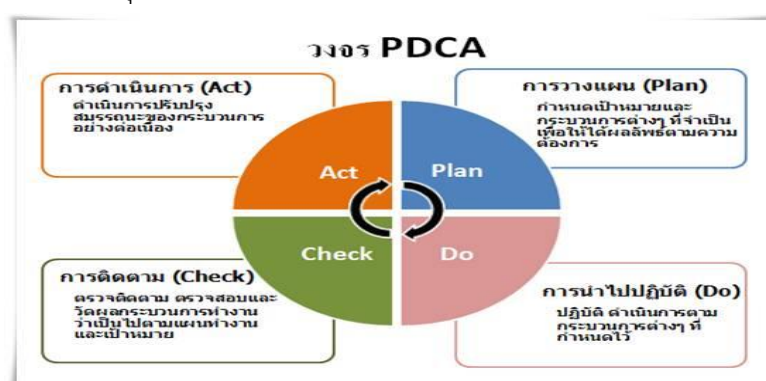 วงจร PDCA
การดำเนินการ (Act)
ดำเนินการปรับปรุง
สมรรถนะของกระบวนการ
อย่างต่อเนื่อง
การวางแผน (Plan)
กำหนดเป้าหมายและ
กระบวนการต่างๆ ที่จำเป็น
เพื่อให้ได้ผลลัพธ์ตามความ
ต้องการ
Act
Plan
Check
Do
การติดตาม (Check)
ตรวจติดตาม ตรวจสอบและ
วัดผลกระบวนการทำงาน
ว่าเป็นไปตามแผนทำงาน
และเป้าหมาย
การนำไปปฏิบัติ (Do)
ปฏิบัติ ดำเนินการตาม
กระบวนการต่างๆ ที่
กำหนดไว้